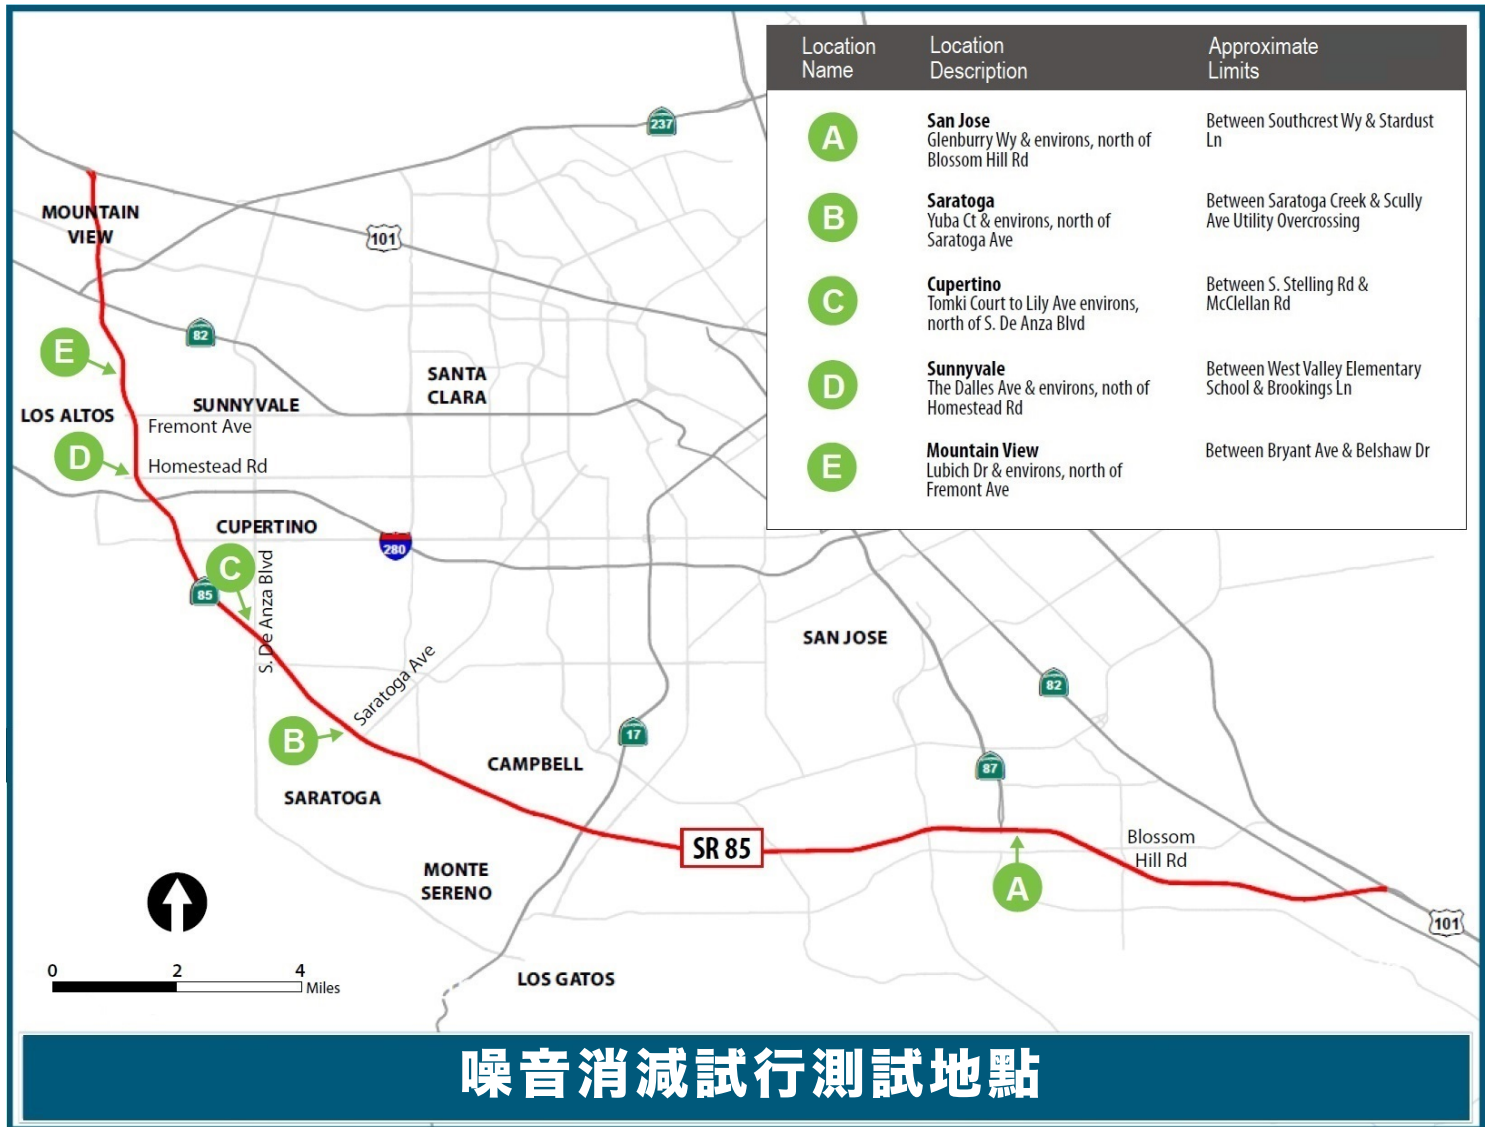 Location Name
Location Description
Approximate Limits
A
San Jose
Glenburry Wy & environs, north of
Blossom Hill Rd
Between Southcrest Wy & Stardust
Ln
B
Saratoga
Yuba Ct & environs, north of
Saratoga Ave
Between Saratoga Creek & Scully
Ave Utility Overcrossing
C
Cupertino
Tomki Court to Lily Ave environs,
north of S. De Anza Blvd
Between S. Stelling Rd &
McClellan Rd
D
Sunnyvale
The Dalles Ave & environs, noth of
Homestead Rd
Between West Valley Elementary
School & Brookings Ln
E
Mountain View
Lubich Dr & environs, north of
Fremont Ave
Between Bryant Ave & Belshaw Dr
237
MOUNTAIN
VIEW
101
82
E
SANTA
CLARA
LOS ALTOS
SUNNYVALE
Fremont Ave
D
Homestead Rd
CUPERTINO
280
C
85
S. De Anza Blvd
SAN JOSE
Saratoga Ave
82
B
17
CAMPBELL
87
SARATOGA
SR 85
Blossom
Hill Rd
MONTE
SERENO
A
101
LOS GATOS
0 2 4
Miles
噪音消減試行測試地點